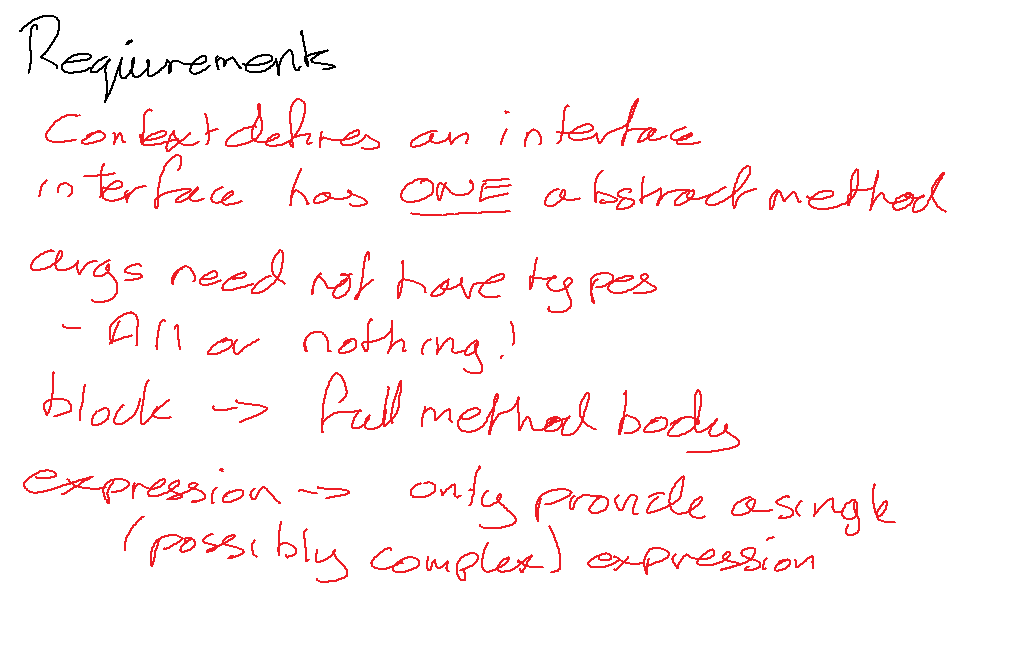 Requirements
Context defines an interface
interface has ONE abstract method
args need not have types
- All or nothing!
block -> full method body
expression -> only provide a single
(possibly complex) expression